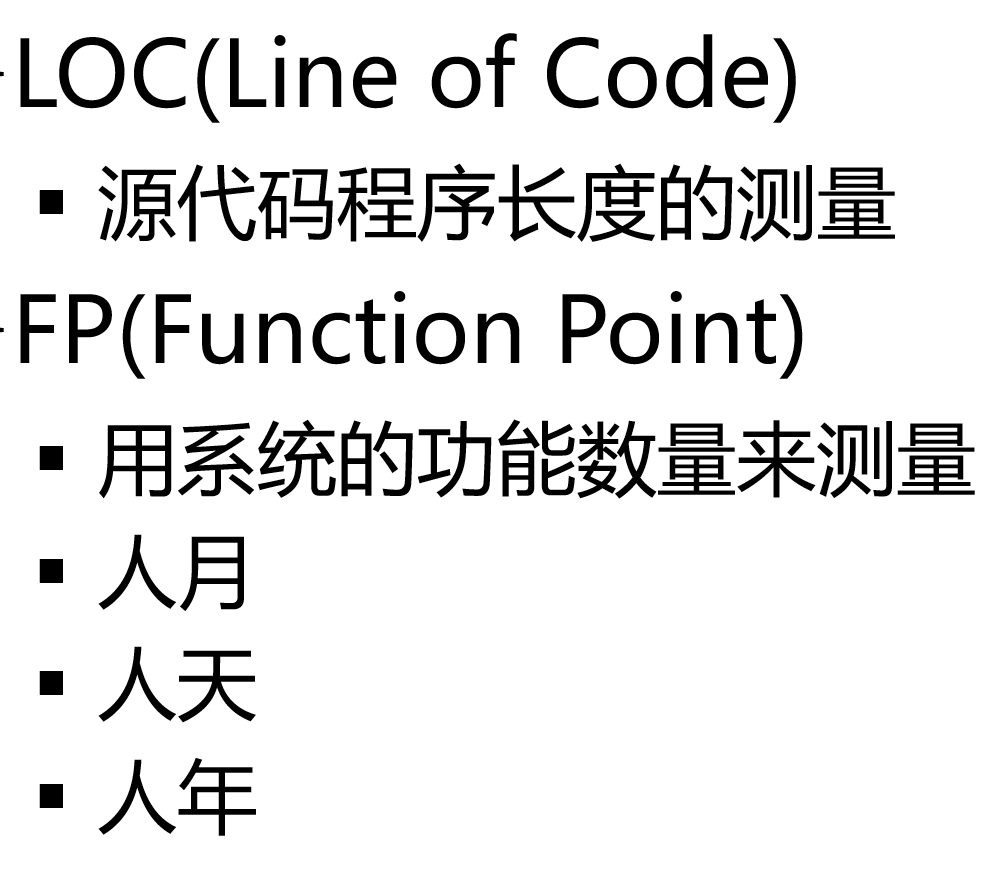 LOC(Line of Code)
▪ 源代码程序长度的测量
FP(Function Point)
▪ 用系统的功能数量来测量
▪ 人月
▪ 人天
▪ 人年